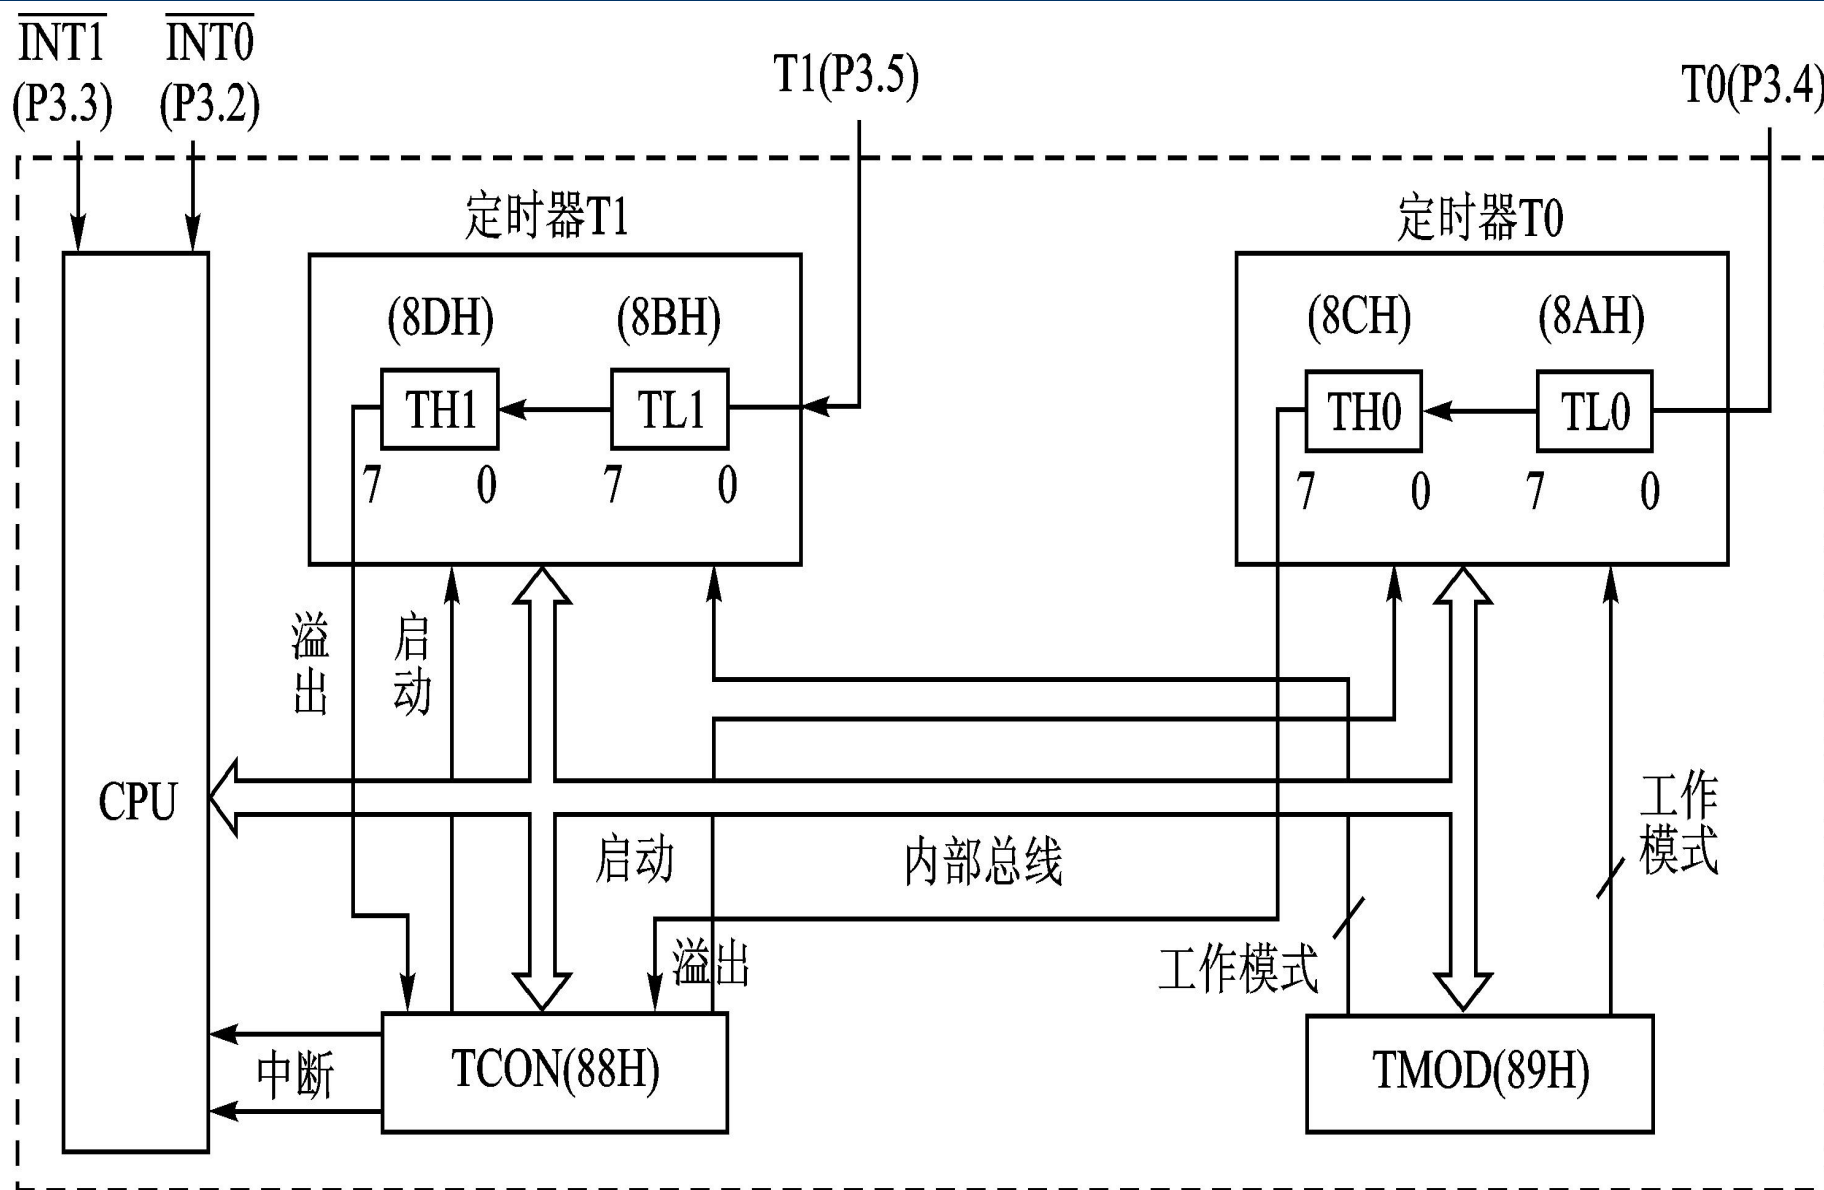 I̅N̅T̅1̅
(P3.3)
I̅N̅T̅0̅
(P3.2)
T1(P3.5)
T0(P3.4)
定时器T1
定时器T0
(8DH)
(8BH)
(8CH)
(8AH)
TH1
TL1
TH0
TL0
7
0
7
0
7
0
7
0
溢出
启动
CPU
启动
内部总线
工作
模式
溢出
工作模式
中断
TCON(88H)
TMOD(89H)